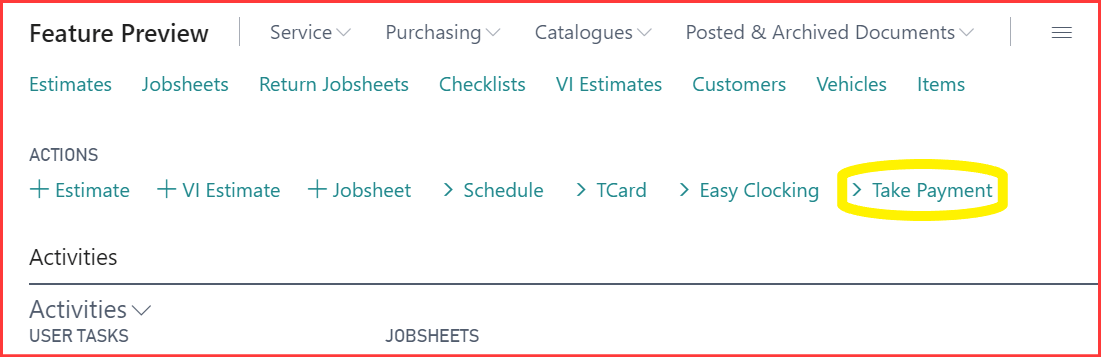 Feature Preview Service Purchasing Catalogues Posted & Archived Documents
Estimates Jobsheets Return Jobsheets Checklists VI Estimates Customers Vehicles Items
ACTIONS
+ Estimate + VI Estimate + Jobsheet > Schedule > TCard > Easy Clocking > Take Payment
Activities
Activities
USER TASKS JOBSHEETS